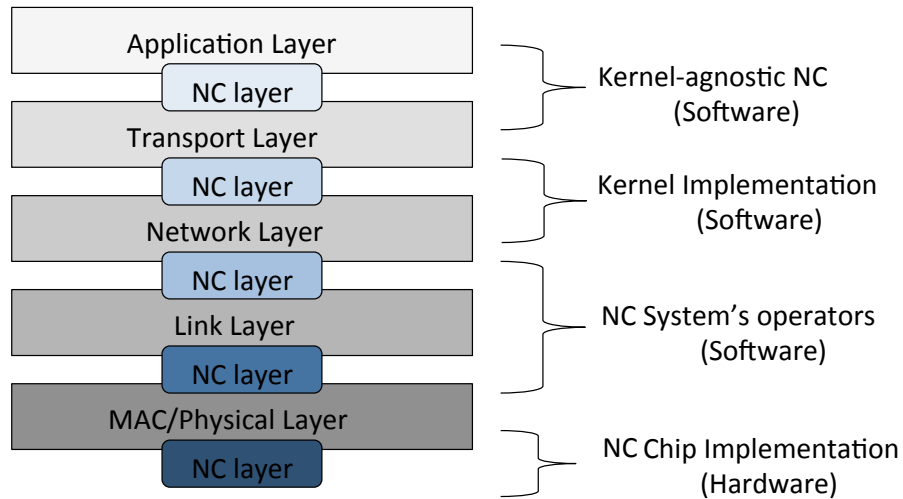 Application Layer
NC layer
Kernel-agnostic NC
(Software)
Transport Layer
NC layer
Kernel Implementation
(Software)
Network Layer
NC layer
Link Layer
NC System's operators
(Software)
NC layer
MAC/Physical Layer
NC layer
NC Chip Implementation
(Hardware)